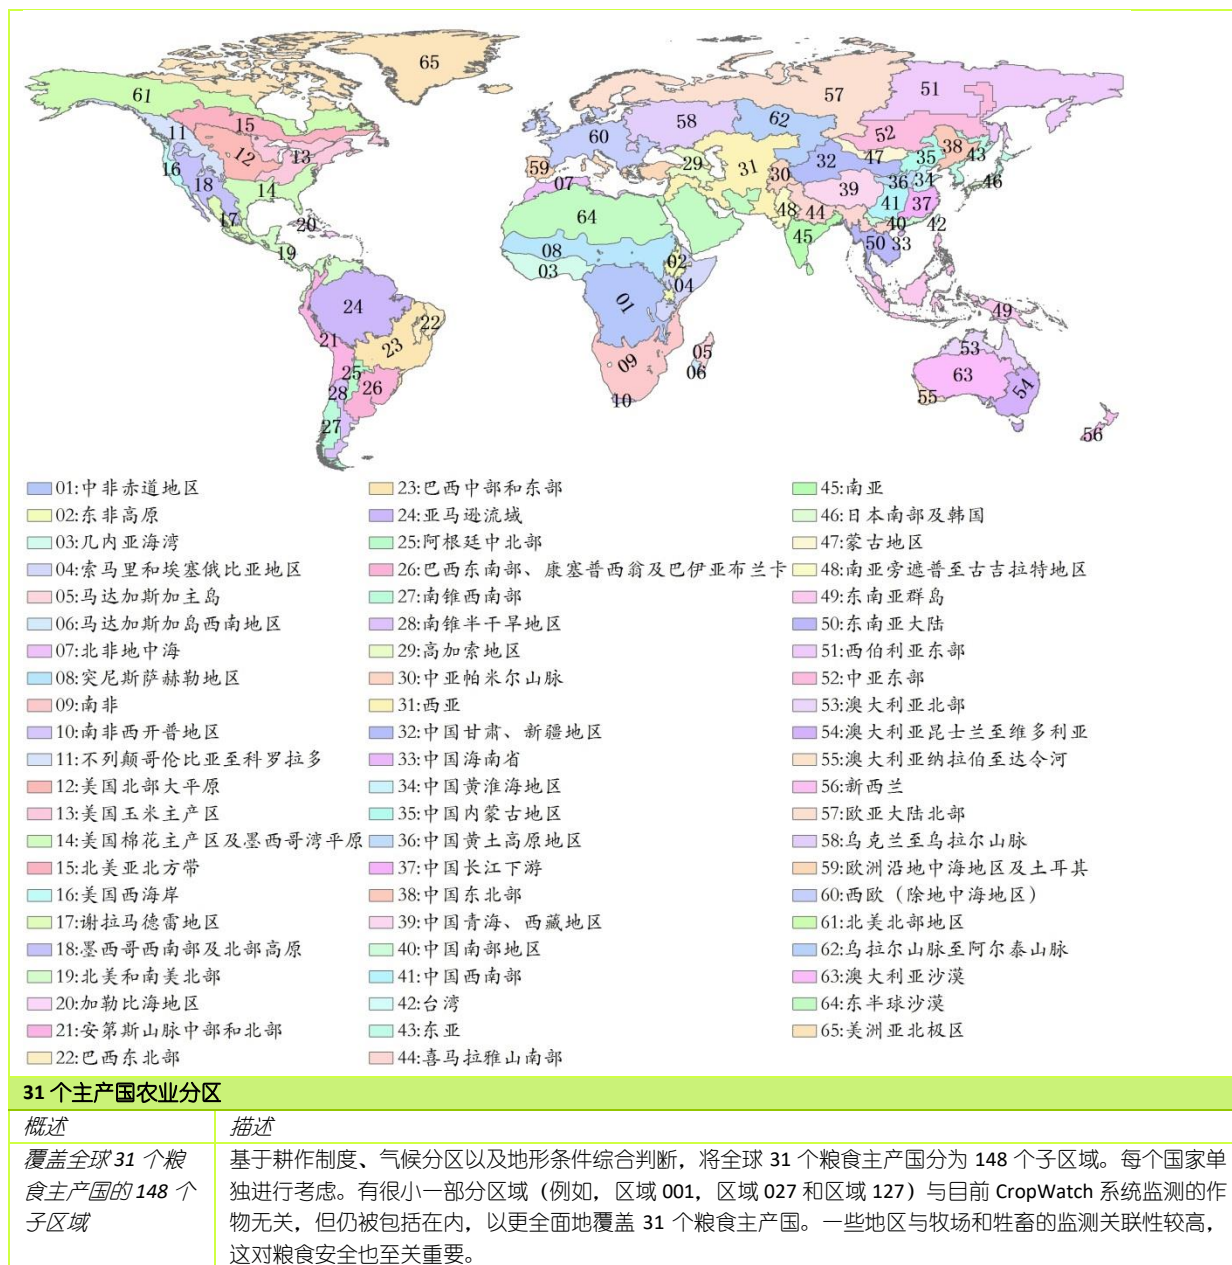 65
61
51
57
15
11
58
62
60
52
12
13
38
16
59
29
31
30
32
47
35
43
18
14
07
39
36
34
46
17
20
64
48
44
41
37
45
40
42
19
08
03
02
50
33
04
24
01
49
22
21
23
05
53
09
06
25
63
28
26
10
55
54
27
56
01:中非赤道地区
02:东非高原
03:几内亚海湾
04:索马里和埃塞俄比亚地区
05:马达加斯加主岛
06:马达加斯加岛西南地区
07:北非地中海
08:突尼斯萨赫勒地区
09:南非
10:南非西开普地区
11:不列颠哥伦比亚至科罗拉多
12:美国北部大平原
13:美国玉米主产区
14:美国棉花主产区及墨西哥湾平原
15:北美亚北方带
16:美国西海岸
17:谢拉马德雷地区
18:墨西哥西南部及北部高原
19:北美和南美北部
20:加勒比海地区
21:安第斯山脉中部和北部
22:巴西东北部
23:巴西中部和东部
24:亚马逊流域
25:阿根廷中北部
26:巴西东南部、康塞普西翁及巴伊亚布兰卡
27:南锥西南部
28:南锥半干旱地区
29:高加索地区
30:中亚帕米尔山脉
31:西亚
32:中国甘肃、新疆地区
33:中国海南省
34:中国黄淮海地区
35:中国内蒙古地区
36:中国黄土高原地区
37:中国长江下游
38:中国东北部
39:中国青海、西藏地区
40:中国南部地区
41:中国西南部
42:台湾
43:东亚
44:喜马拉雅山南部
45:南亚
46:日本南部及韩国
47:蒙古地区
48:南亚旁遮普至古吉拉特地区
49:东南亚群岛
50:东南亚大陆
51:西伯利亚东部
52:中亚东部
53:澳大利亚北部
54:澳大利亚昆士兰至维多利亚
55:澳大利亚纳拉伯至达令河
56:新西兰
57:欧亚大陆北部
58:乌克兰至乌拉尔山脉
59:欧洲沿地中海地区及土耳其
60:西欧（除地中海地区）
61:北美北部地区
62:乌拉尔山脉至阿尔泰山脉
63:澳大利亚沙漠
64:东半球沙漠
65:美洲亚北极区
31 个主产国农业分区
概述
描述
覆盖全球 31 个粮
食主产国的 148 个
子区域
基于耕作制度、气候分区以及地形条件综合判断，将全球 31 个粮食主产国分为 148 个子区域。每个国家单
独进行考虑。有很小一部分区域（例如，区域 001，区域 027 和区域 127）与目前 CropWatch 系统监测的作
物无关，但仍被包括在内，以更全面地覆盖 31 个粮食主产国。一些地区与牧场和牲畜的监测关联性较高，
这对粮食安全也至关重要。